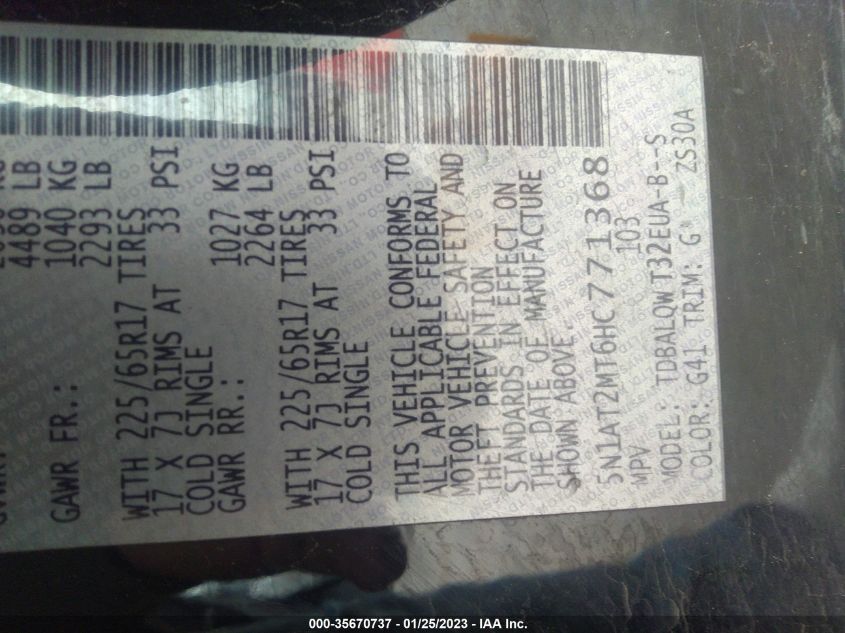 4489 LB
GAWR FR.: 1040 KG
2293 LB
WITH 225/65R17 TIRES
17 X 7J RIMS AT 33 PSI
COLD SINGLE
GAWR RR.: 1027 KG
2264 LB
WITH 225/65R17 TIRES
17 X 7J RIMS AT 33 PSI
COLD SINGLE
THIS VEHICLE CONFORMS TO
ALL APPLICABLE FEDERAL
MOTOR VEHICLE SAFETY AND
THEFT PREVENTION
STANDARDS IN EFFECT ON
THE DATE OF MANUFACTURE
SHOWN ABOVE.
5N1AT2MT6HC771368
MPV 103
MODEL: TDBALQWT32EUA-B--S
COLOR: G41 TRIM: G ZS30A
000-35670737 - 01/25/2023 - IAA Inc.